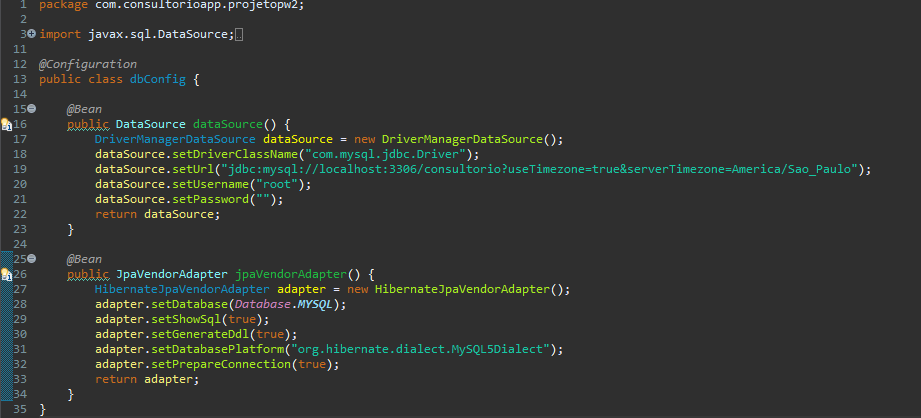 1 package com.consultorioapp.projetopw2;
2
3 import javax.sql.DataSource;
11
12 @Configuration
13 public class dbConfig {
14
15     @Bean
16     public DataSource dataSource() {
17         DriverManagerDataSource dataSource = new DriverManagerDataSource();
18         dataSource.setDriverClassName("com.mysql.jdbc.Driver");
19         dataSource.setUrl("jdbc:mysql://localhost:3306/consultorio?useTimezone=true&serverTimezone=America/Sao_Paulo");
20         dataSource.setUsername("root");
21         dataSource.setPassword("");
22         return dataSource;
23     }
24
25     @Bean
26     public JpaVendorAdapter jpaVendorAdapter() {
27         HibernateJpaVendorAdapter adapter = new HibernateJpaVendorAdapter();
28         adapter.setDatabase(Database.MYSQL);
29         adapter.setShowSql(true);
30         adapter.setGenerateDdl(true);
31         adapter.setDatabasePlatform("org.hibernate.dialect.MySQL5Dialect");
32         adapter.setPrepareConnection(true);
33         return adapter;
34     }
35 }